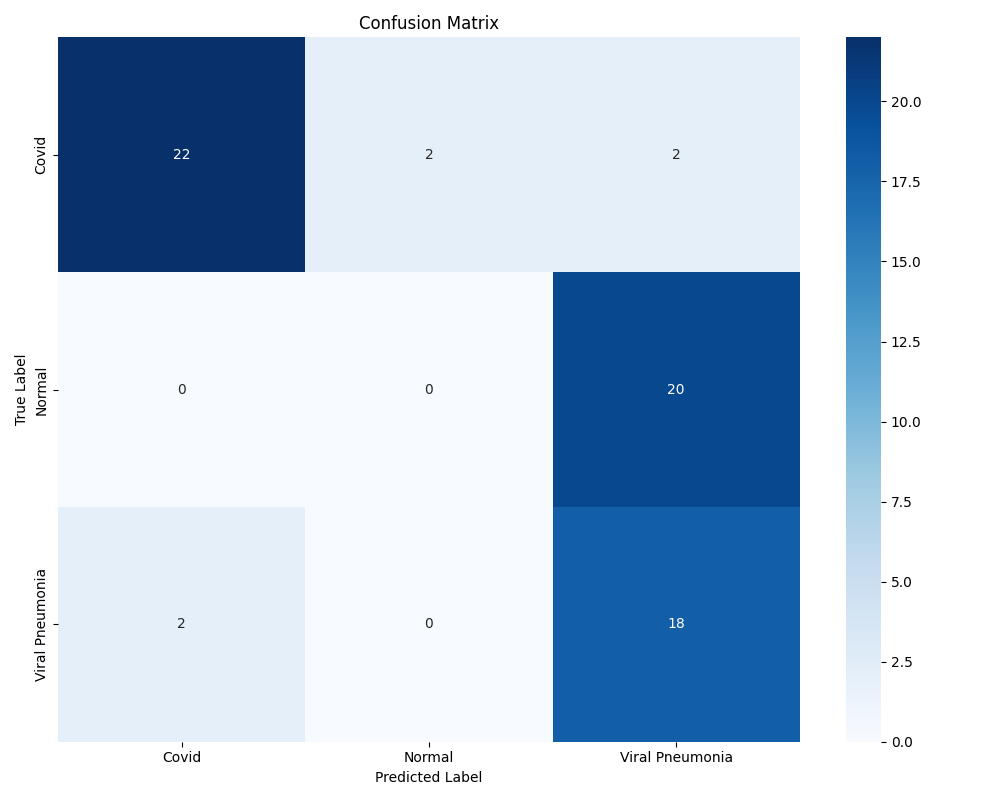 Confusion Matrix
True Label
Covid
22
2
2
Normal
0
0
20
Viral Pneumonia
2
0
18
Covid
Normal
Viral Pneumonia
Predicted Label
20.0
17.5
15.0
12.5
10.0
7.5
5.0
2.5
0.0